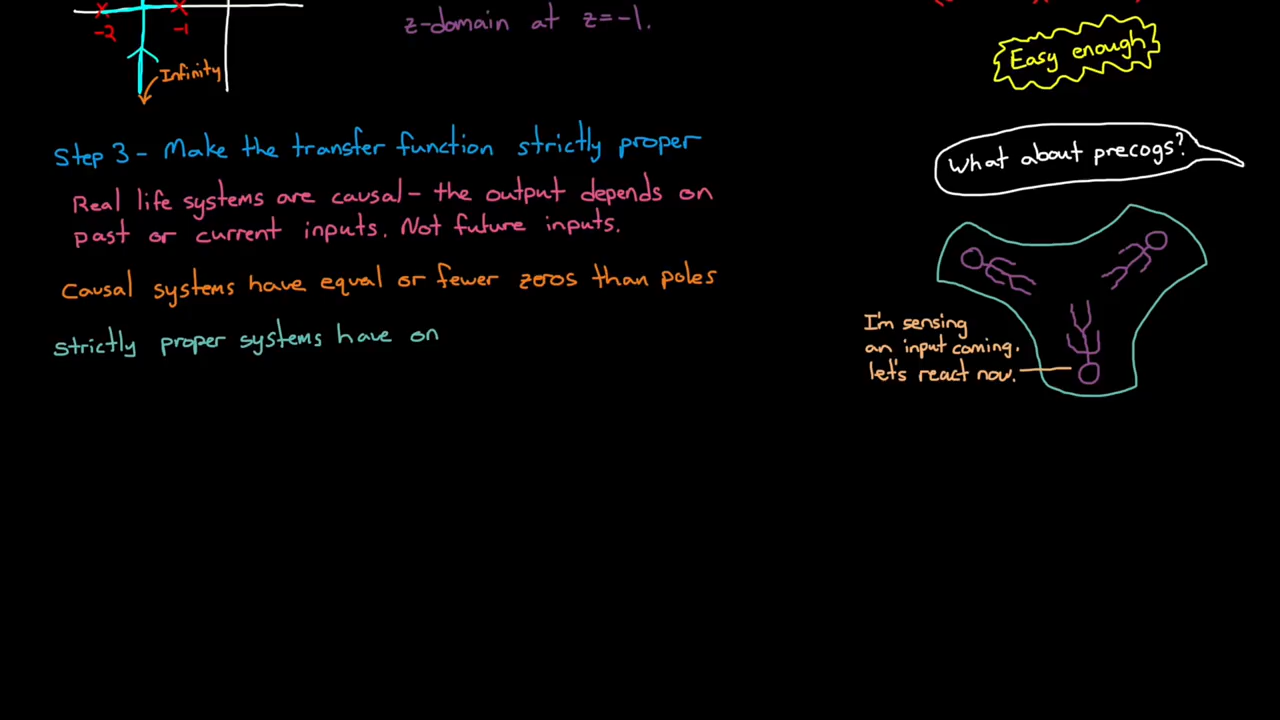 -2
-1
Infinity
z-domain at z=-1.
Easy enough
Step 3 - Make the transfer function strictly proper
Real life systems are causal - the output depends on
past or current inputs. Not future inputs.
Causal systems have equal or fewer zeros than poles
strictly proper systems have on
What about precogs?
I'm sensing
an input coming.
let's react now.